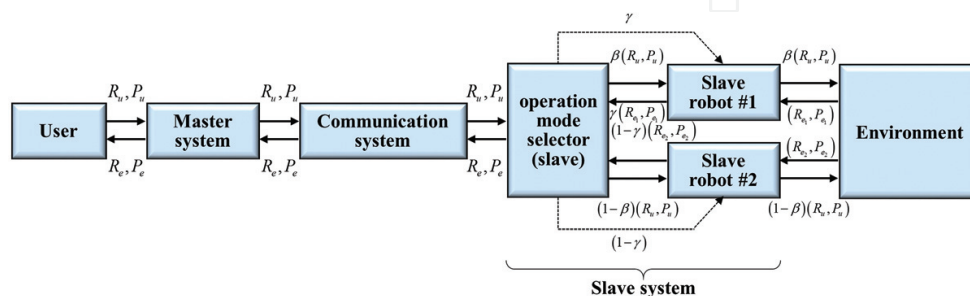 γ
β(R_u, P_u)
β(R_u, P_u)
R_u, P_u
R_u, P_u
R_u, P_u
User
Master
system
Communication
system
operation
mode
selector
(slave)
Slave
robot #1
Environment
γ(R_e₁, P_e₁)
(R_e₁, P_e₁)
(1−γ)(R_e₂, P_e₂)
(R_e₂, P_e₂)
R_e, P_e
R_e, P_e
R_e, P_e
Slave
robot #2
(1−β)(R_u, P_u)
(1−β)(R_u, P_u)
(1−γ)
Slave system